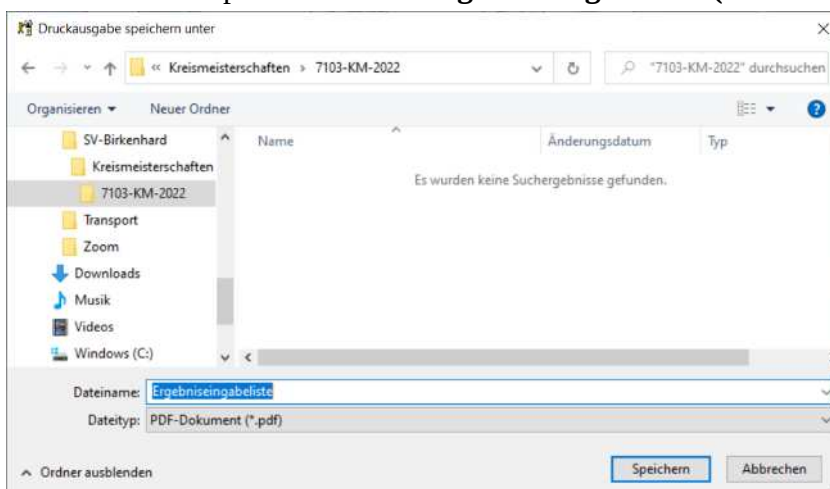 Druckausgabe speichern unter
« Kreismeisterschaften › 7103-KM-2022
"7103-KM-2022" durchsuchen
Organisieren
Neuer Ordner
SV-Birkenhard
Kreismeisterschaften
7103-KM-2022
Transport
Zoom
Downloads
Musik
Videos
Windows (C:)
Name
Änderungsdatum
Typ
Es wurden keine Suchergebnisse gefunden.
Dateiname: Ergebniseingabeliste
Dateityp: PDF-Dokument (*.pdf)
Ordner ausblenden
Speichern
Abbrechen